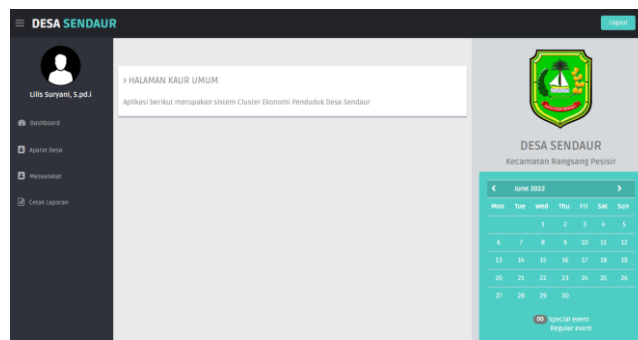 DESA SENDAUR
Logout
Lilis Suryani, S.pd.i
Dashboard
Aparat Desa
Masyarakat
Cetak Laporan
> HALAMAN KAUR UMUM
Aplikasi berikut merupakan sistem Cluster Ekonomi Penduduk Desa Sendaur
DESA SENDAUR
Kecamatan Rangsang Pesisir
June 2022
Mon Tue Wed Thu Fri Sat Sun
1 2 3 4 5
6 7 8 9 10 11 12
13 14 15 16 17 18 19
20 21 22 23 24 25 26
27 28 29 30
00 Special event
Regular event